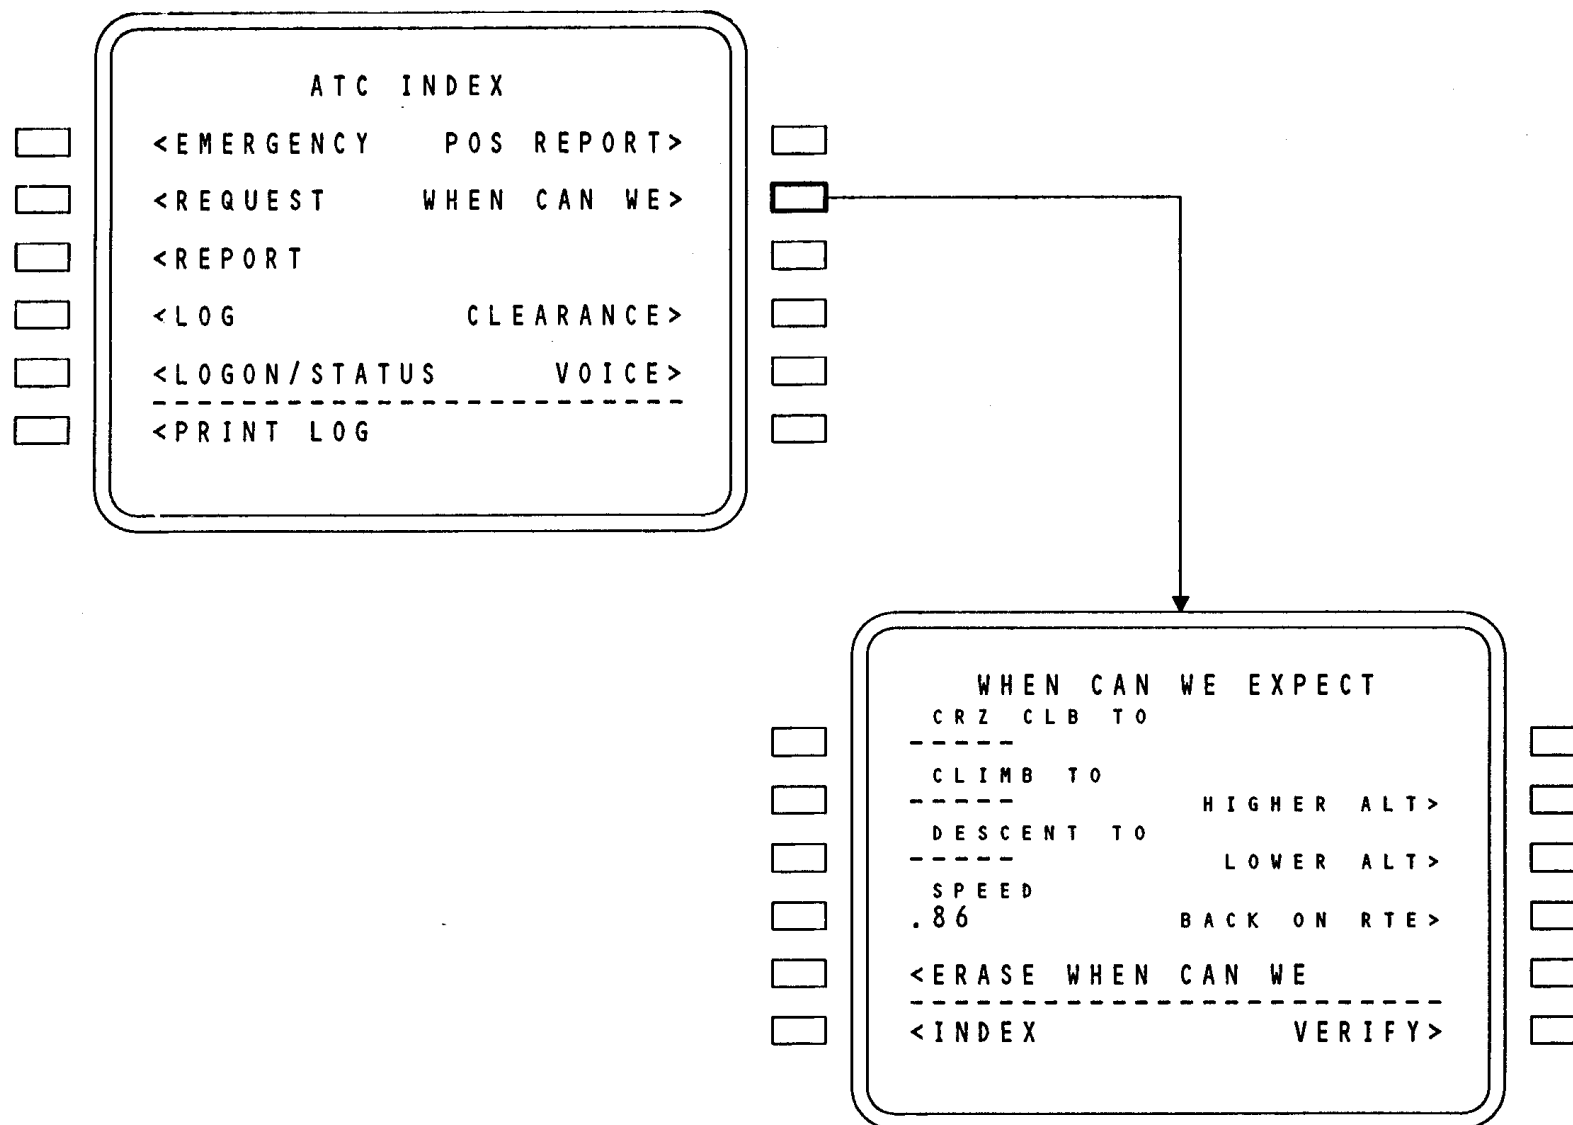 ATC INDEX
<EMERGENCY POS REPORT>
<REQUEST WHEN CAN WE>
<REPORT
<LOG CLEARANCE>
<LOGON/STATUS VOICE>
------------------------
<PRINT LOG
WHEN CAN WE EXPECT
CRZ CLB TO
-----
CLIMB TO
----- HIGHER ALT>
DESCENT TO
----- LOWER ALT>
SPEED
.86 BACK ON RTE>
<ERASE WHEN CAN WE
------------------------
<INDEX VERIFY>